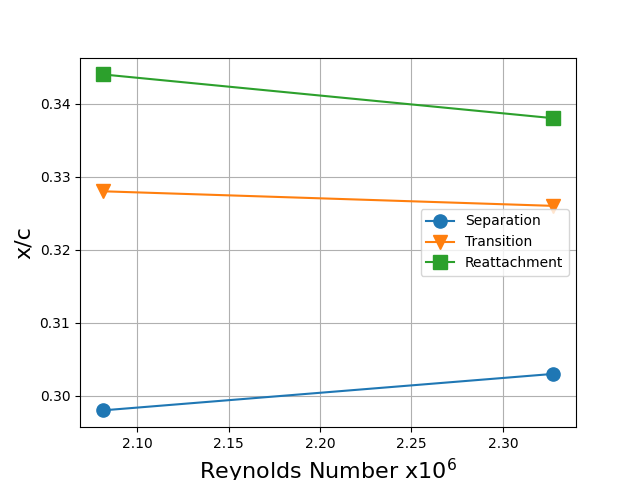 0.34
0.33
0.32
0.31
0.30
x/c
Separation
Transition
Reattachment
2.10 2.15 2.20 2.25 2.30
Reynolds Number x10⁶